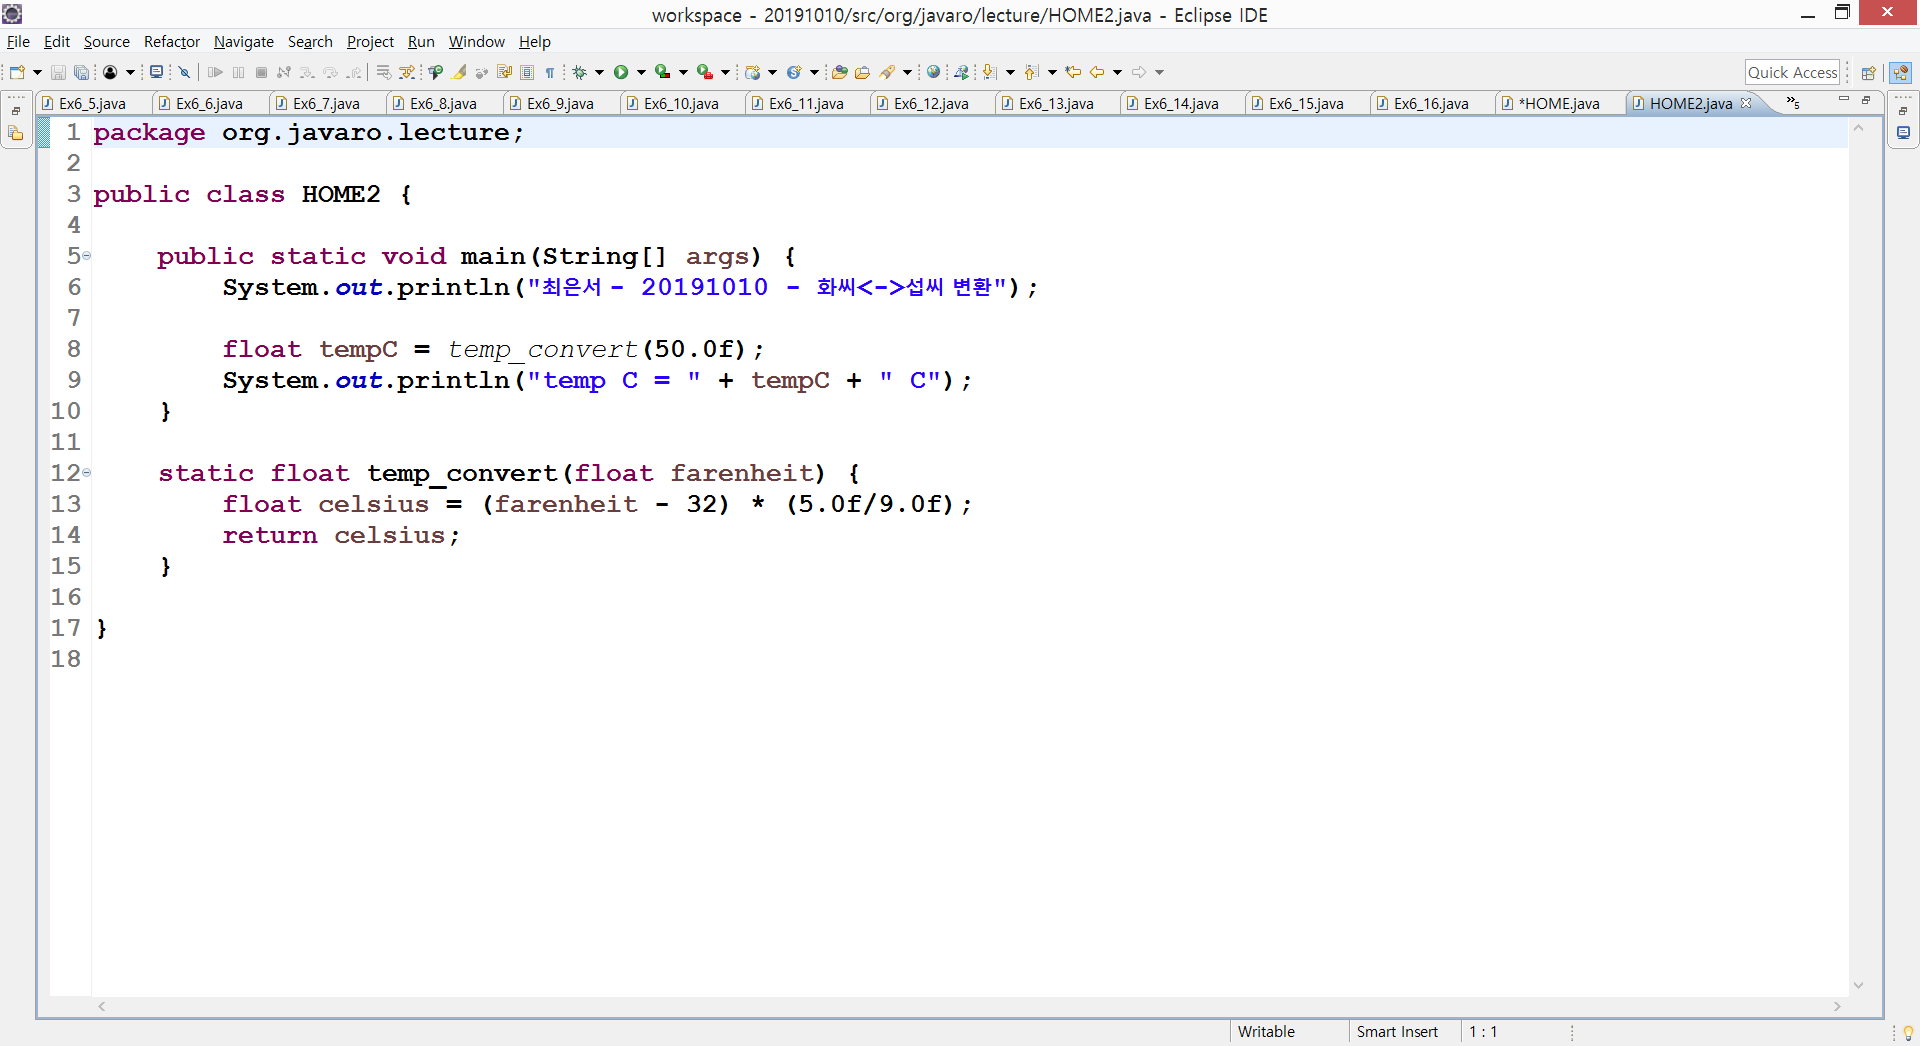 workspace - 20191010/src/org/javaro/lecture/HOME2.java - Eclipse IDE
File Edit Source Refactor Navigate Search Project Run Window Help
Quick Access
Ex6_5.java Ex6_6.java Ex6_7.java Ex6_8.java Ex6_9.java Ex6_10.java Ex6_11.java Ex6_12.java Ex6_13.java Ex6_14.java Ex6_15.java Ex6_16.java *HOME.java HOME2.java »5
1 package org.javaro.lecture;
2
3 public class HOME2 {
4
5 public static void main(String[] args) {
6 System.out.println("최은서 - 20191010 - 화씨<->섭씨 변환");
7
8 float tempC = temp_convert(50.0f);
9 System.out.println("temp C = " + tempC + " C");
10 }
11
12 static float temp_convert(float farenheit) {
13 float celsius = (farenheit - 32) * (5.0f/9.0f);
14 return celsius;
15 }
16
17 }
18
Writable Smart Insert 1 : 1